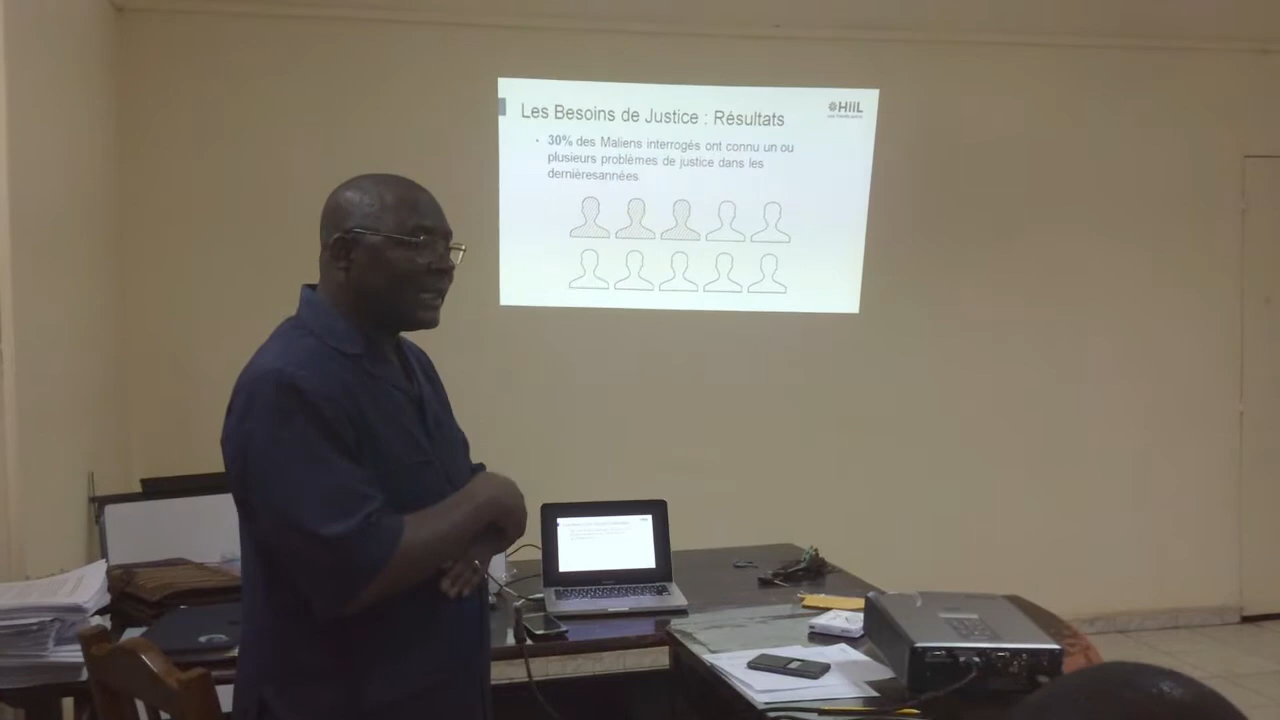 Les Besoins de Justice : Résultats
HiiL
• 30% des Maliens interrogés ont connu un ou
plusieurs problèmes de justice dans les
dernièresannées